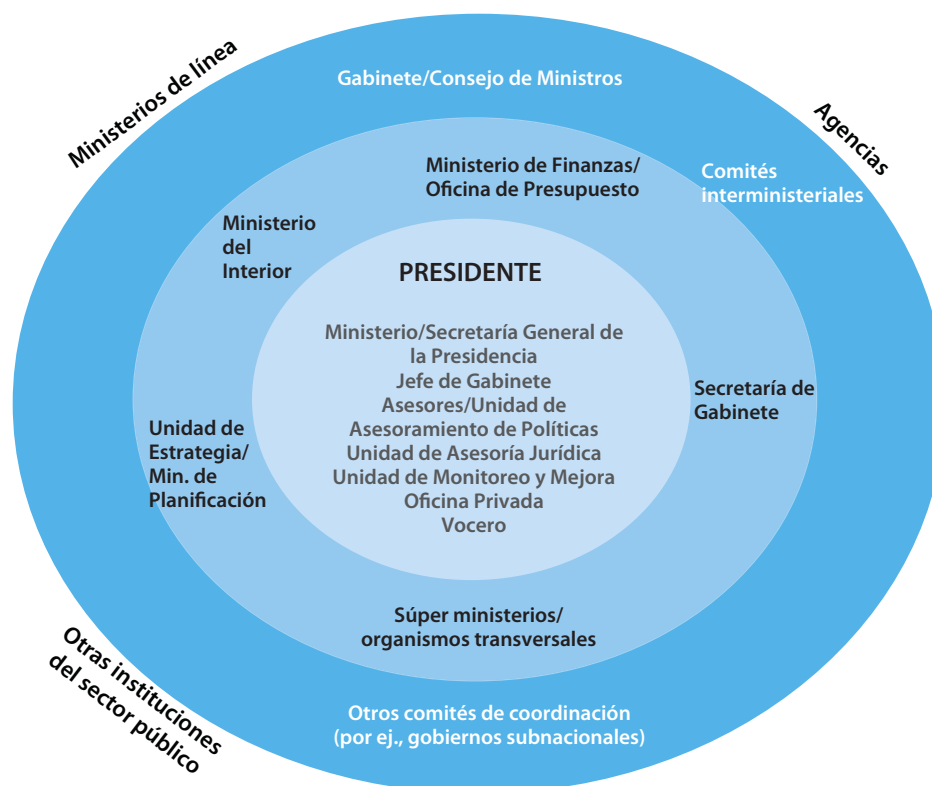 Ministerios de línea
Gabinete/Consejo de Ministros
Agencias
Ministerio de Finanzas/
Oficina de Presupuesto
Comités
interministeriales
Ministerio
del
Interior
PRESIDENTE
Ministerio/Secretaría General de
la Presidencia
Jefe de Gabinete
Asesores/Unidad de
Asesoramiento de Políticas
Unidad de Asesoría Jurídica
Unidad de Monitoreo y Mejora
Oficina Privada
Vocero
Secretaría de
Gabinete
Unidad de
Estrategia/
Min. de
Planificación
Súper ministerios/
organismos transversales
Otras instituciones
del sector público
Otros comités de coordinación
(por ej., gobiernos subnacionales)